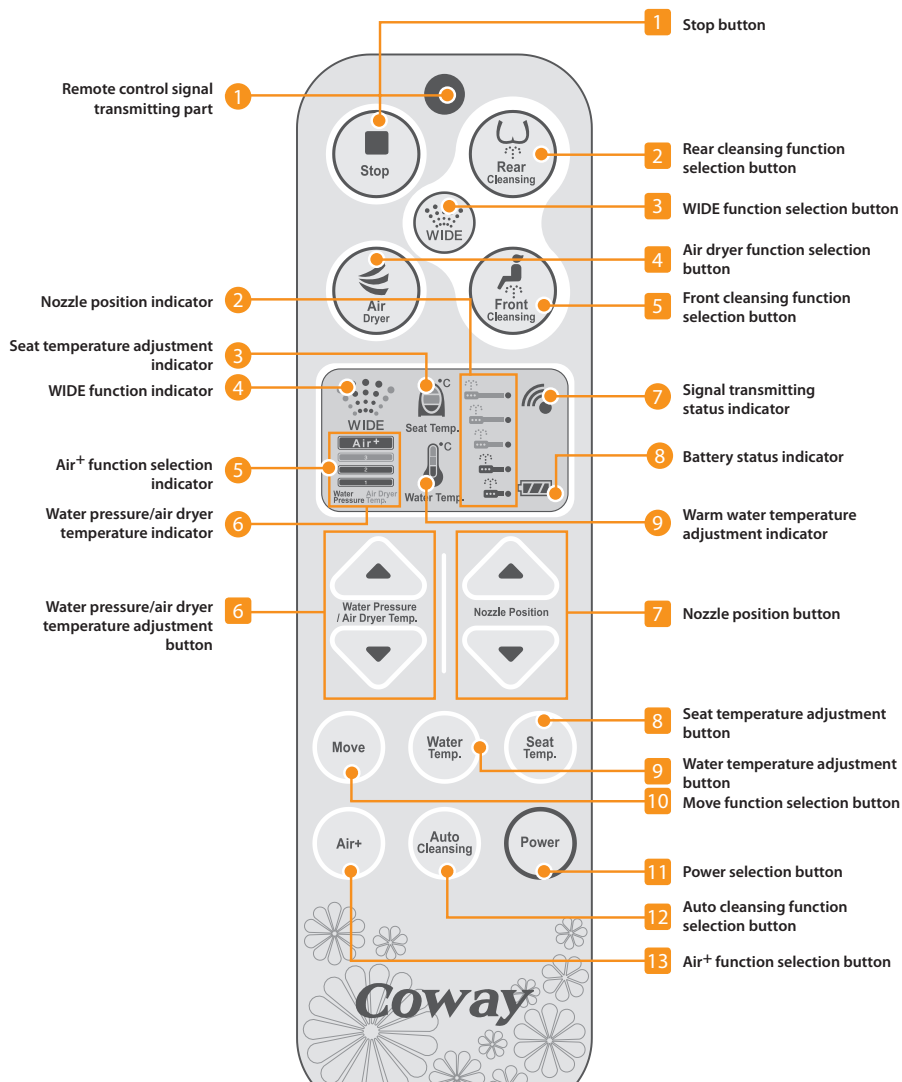 1 Stop button
Remote control signal
transmitting part
1
Stop
Rear
Cleansing
2 Rear cleansing function
selection button
WIDE
3 WIDE function selection button
4 Air dryer function selection
button
Air
Dryer
Front
Cleansing
5 Front cleansing function
selection button
Nozzle position indicator 2
Seat temperature adjustment
indicator
3
WIDE function indicator 4
WIDE
°C
Seat Temp.
7 Signal transmitting
status indicator
Air+
3
2
1
Water
Pressure
Air Dryer
Temp.
°C
Water Temp.
Air+ function selection
indicator
5
8 Battery status indicator
Water pressure/air dryer
temperature indicator
6
9 Warm water temperature
adjustment indicator
Water pressure/air dryer
temperature adjustment
button
6
Water Pressure
/ Air Dryer Temp.
Nozzle Position
7 Nozzle position button
Move
Water
Temp.
Seat
Temp.
8 Seat temperature adjustment
button
9 Water temperature adjustment
button
10 Move function selection button
Air+
Auto
Cleansing
Power
11 Power selection button
12 Auto cleansing function
selection button
13 Air+ function selection button
Coway